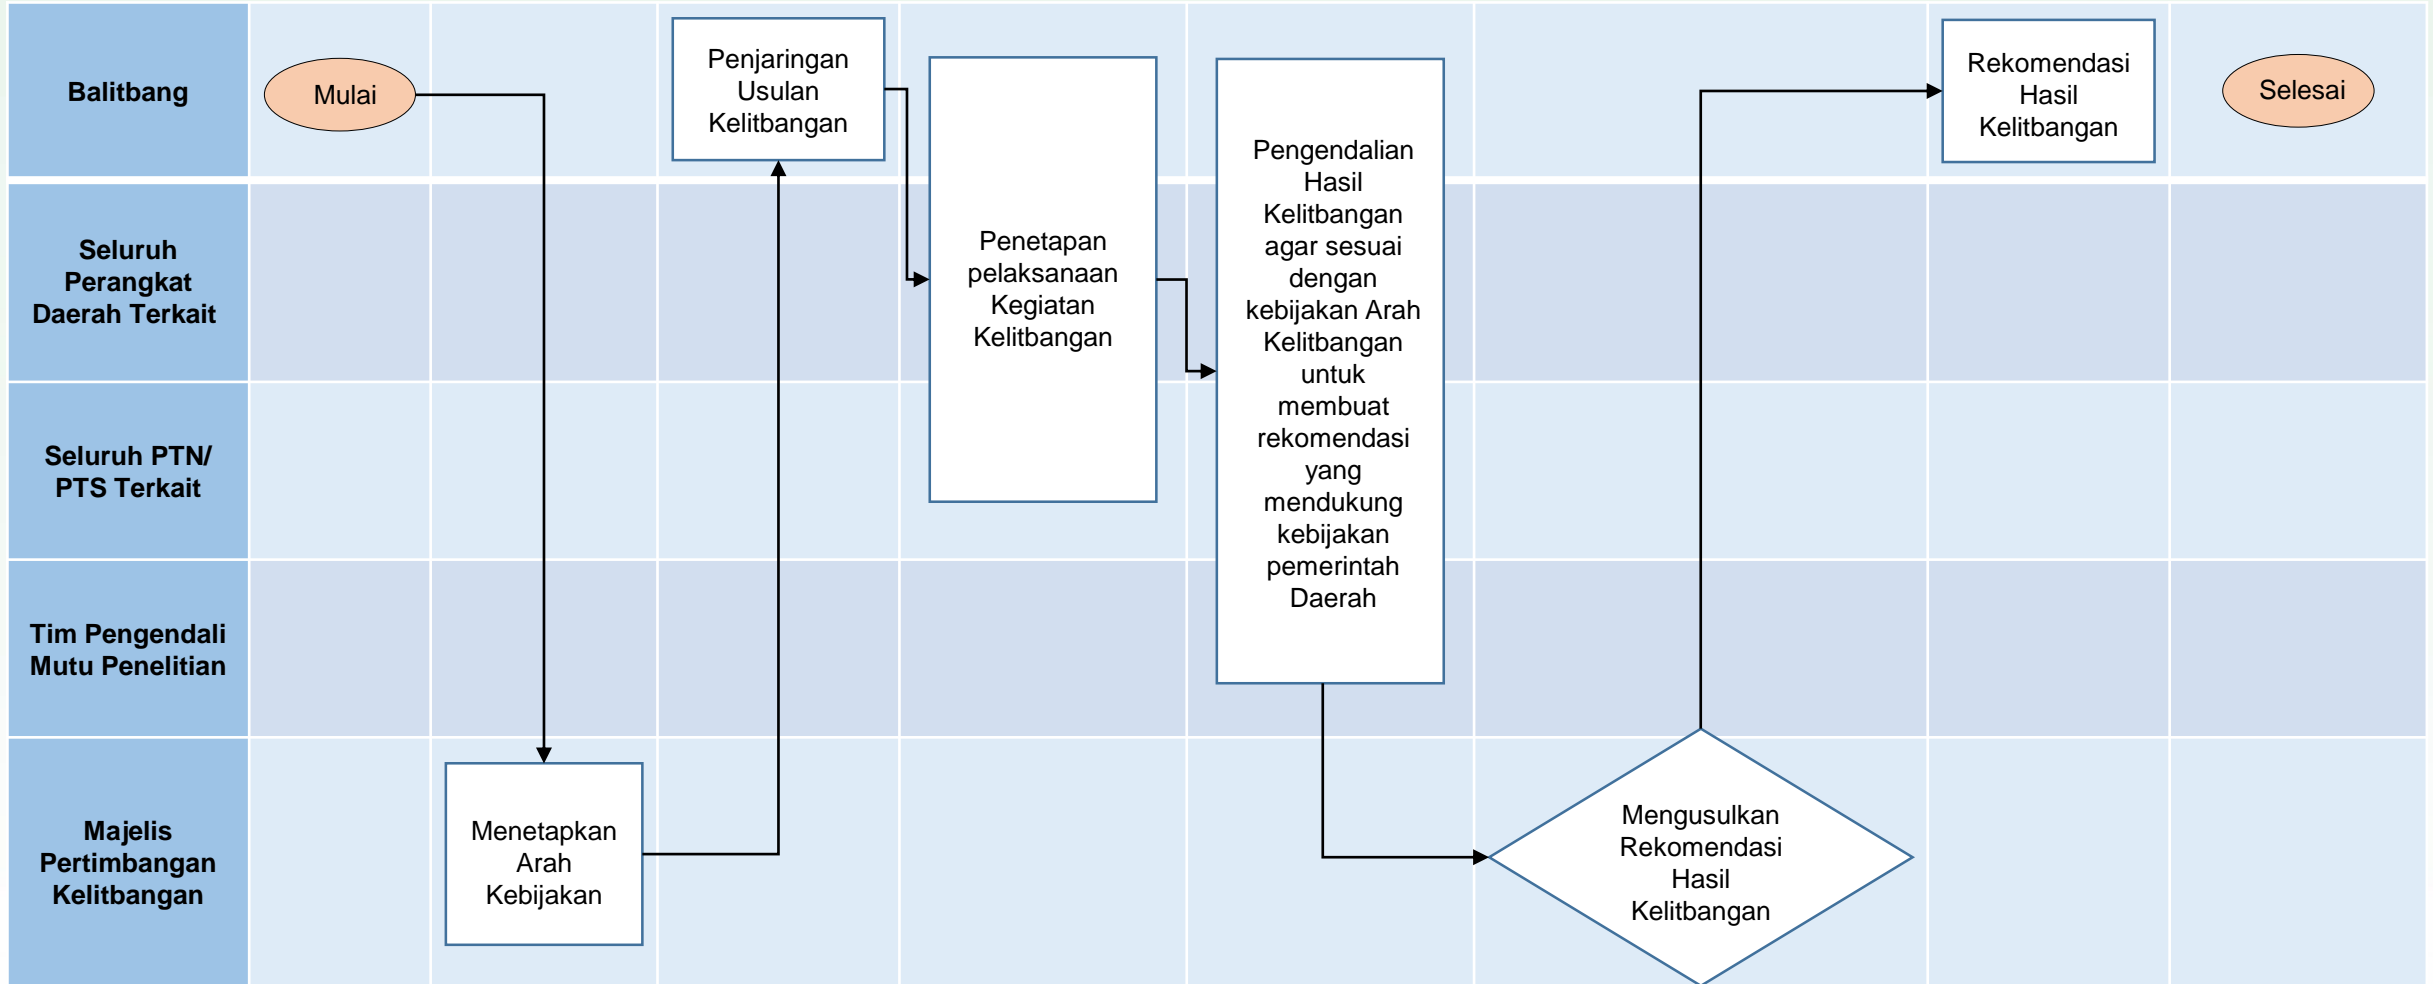 Balitbang
Mulai
Penjaringan
Usulan
Kelitbangan
Penetapan
pelaksanaan
Kegiatan
Kelitbangan
Pengendalian
Hasil
Kelitbangan
agar sesuai
dengan
kebijakan Arah
Kelitbangan
untuk
membuat
rekomendasi
yang
mendukung
kebijakan
pemerintah
Daerah
Rekomendasi
Hasil
Kelitbangan
Selesai
Seluruh
Perangkat
Daerah Terkait
Seluruh PTN/
PTS Terkait
Tim Pengendali
Mutu Penelitian
Majelis
Pertimbangan
Kelitbangan
Menetapkan
Arah
Kebijakan
Mengusulkan
Rekomendasi
Hasil
Kelitbangan